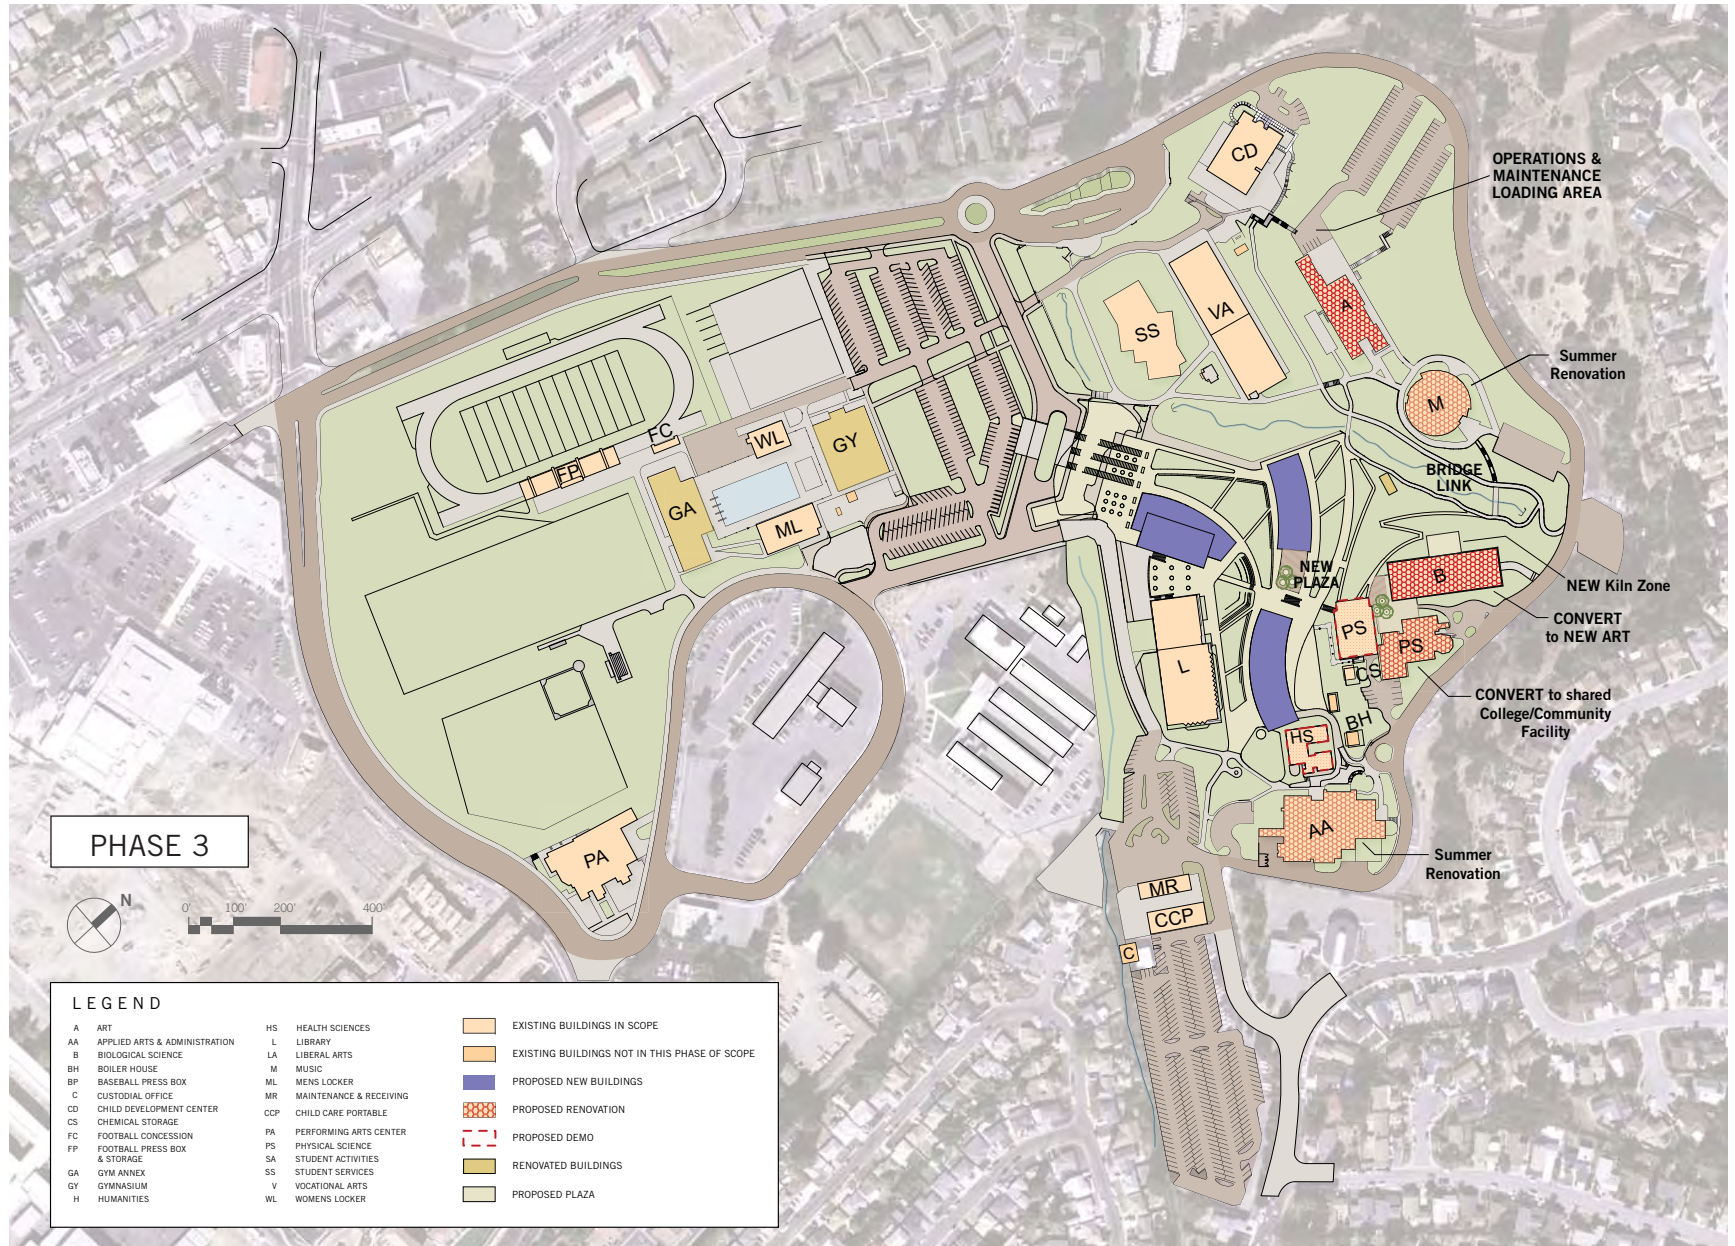 CD
OPERATIONS &
MAINTENANCE
LOADING AREA
VA
SS
A
Summer
Renovation
M
FC
WL
GY
FP
GA
ML
BRIDGE
LINK
NEW
PLAZA
B
NEW Kiln Zone
CONVERT
to NEW ART
PS
PS
L
CS
CONVERT to shared
College/Community
Facility
BH
HS
AA
Summer
Renovation
PA
MR
CCP
C
PHASE 3
N
0' 100' 200' 400'
LEGEND
A ART
AA APPLIED ARTS & ADMINISTRATION
B BIOLOGICAL SCIENCE
BH BOILER HOUSE
BP BASEBALL PRESS BOX
C CUSTODIAL OFFICE
CD CHILD DEVELOPMENT CENTER
CS CHEMICAL STORAGE
FC FOOTBALL CONCESSION
FP FOOTBALL PRESS BOX
& STORAGE
GA GYM ANNEX
GY GYMNASIUM
H HUMANITIES
HS HEALTH SCIENCES
L LIBRARY
LA LIBERAL ARTS
M MUSIC
ML MENS LOCKER
MR MAINTENANCE & RECEIVING
CCP CHILD CARE PORTABLE
PA PERFORMING ARTS CENTER
PS PHYSICAL SCIENCE
SA STUDENT ACTIVITIES
SS STUDENT SERVICES
V VOCATIONAL ARTS
WL WOMENS LOCKER
EXISTING BUILDINGS IN SCOPE
EXISTING BUILDINGS NOT IN THIS PHASE OF SCOPE
PROPOSED NEW BUILDINGS
PROPOSED RENOVATION
PROPOSED DEMO
RENOVATED BUILDINGS
PROPOSED PLAZA